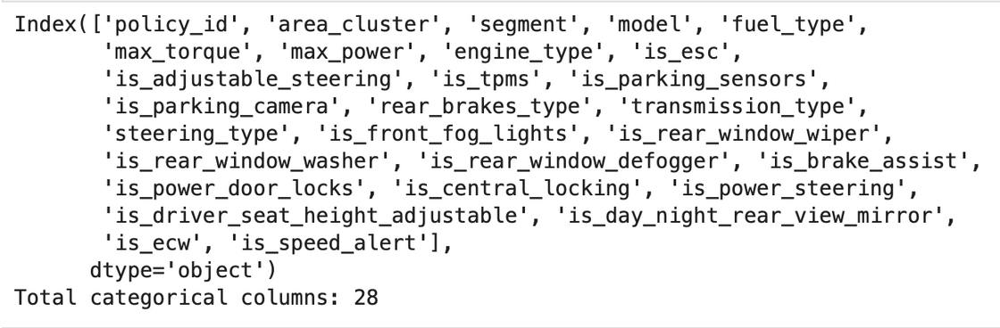 Index(['policy_id', 'area_cluster', 'segment', 'model', 'fuel_type',
       'max_torque', 'max_power', 'engine_type', 'is_esc',
       'is_adjustable_steering', 'is_tpms', 'is_parking_sensors',
       'is_parking_camera', 'rear_brakes_type', 'transmission_type',
       'steering_type', 'is_front_fog_lights', 'is_rear_window_wiper',
       'is_rear_window_washer', 'is_rear_window_defogger', 'is_brake_assist',
       'is_power_door_locks', 'is_central_locking', 'is_power_steering',
       'is_driver_seat_height_adjustable', 'is_day_night_rear_view_mirror',
       'is_ecw', 'is_speed_alert'],
      dtype='object')
Total categorical columns: 28